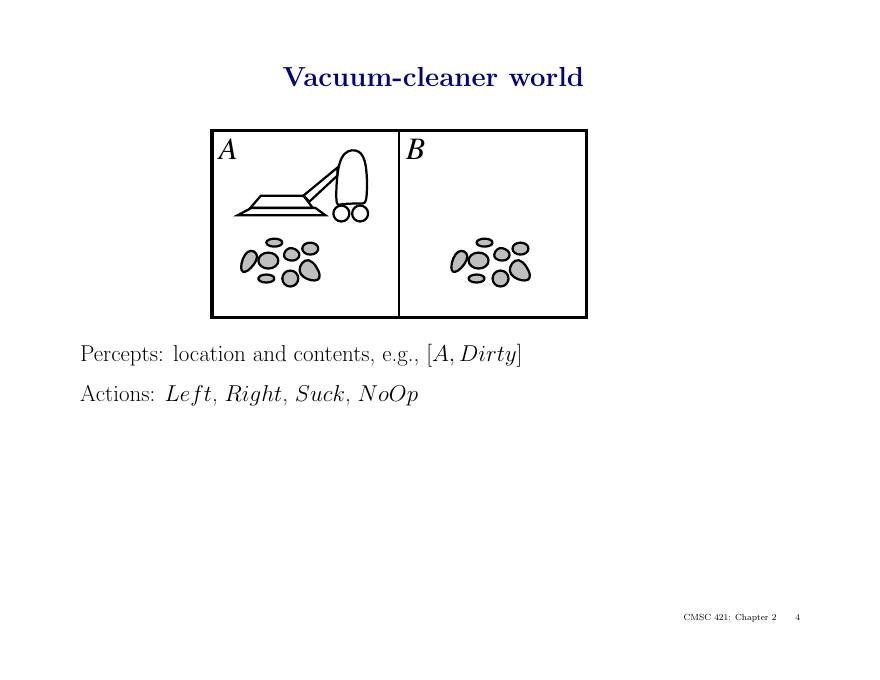 Vacuum-cleaner world
A
B
Percepts: location and contents, e.g., [A, Dirty]
Actions: Left, Right, Suck, NoOp
CMSC 421: Chapter 2 4